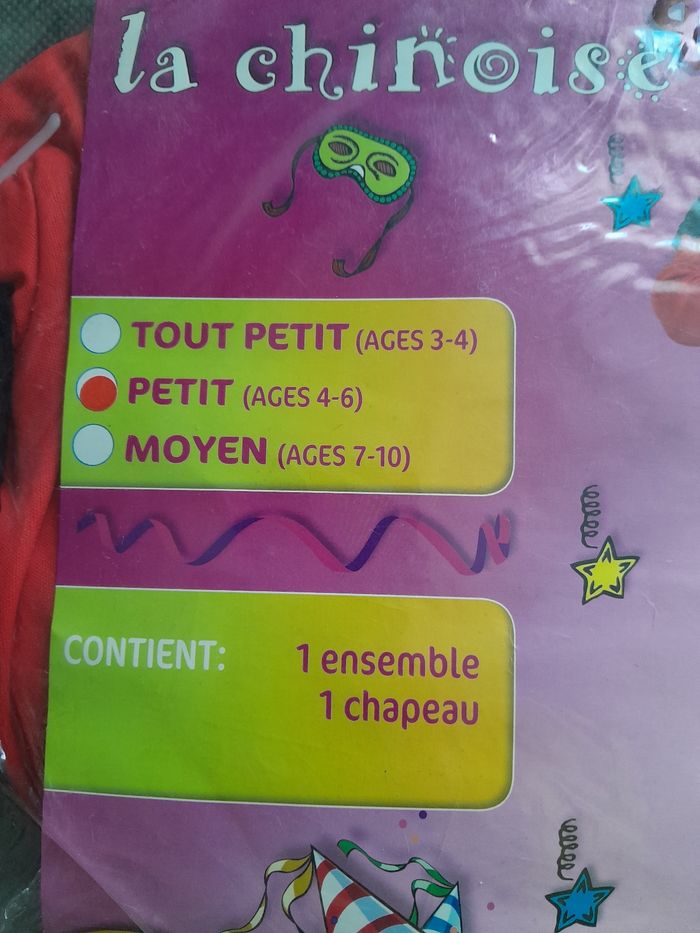 la chinoise
TOUT PETIT (AGES 3-4)
PETIT (AGES 4-6)
MOYEN (AGES 7-10)
CONTIENT: 1 ensemble
1 chapeau